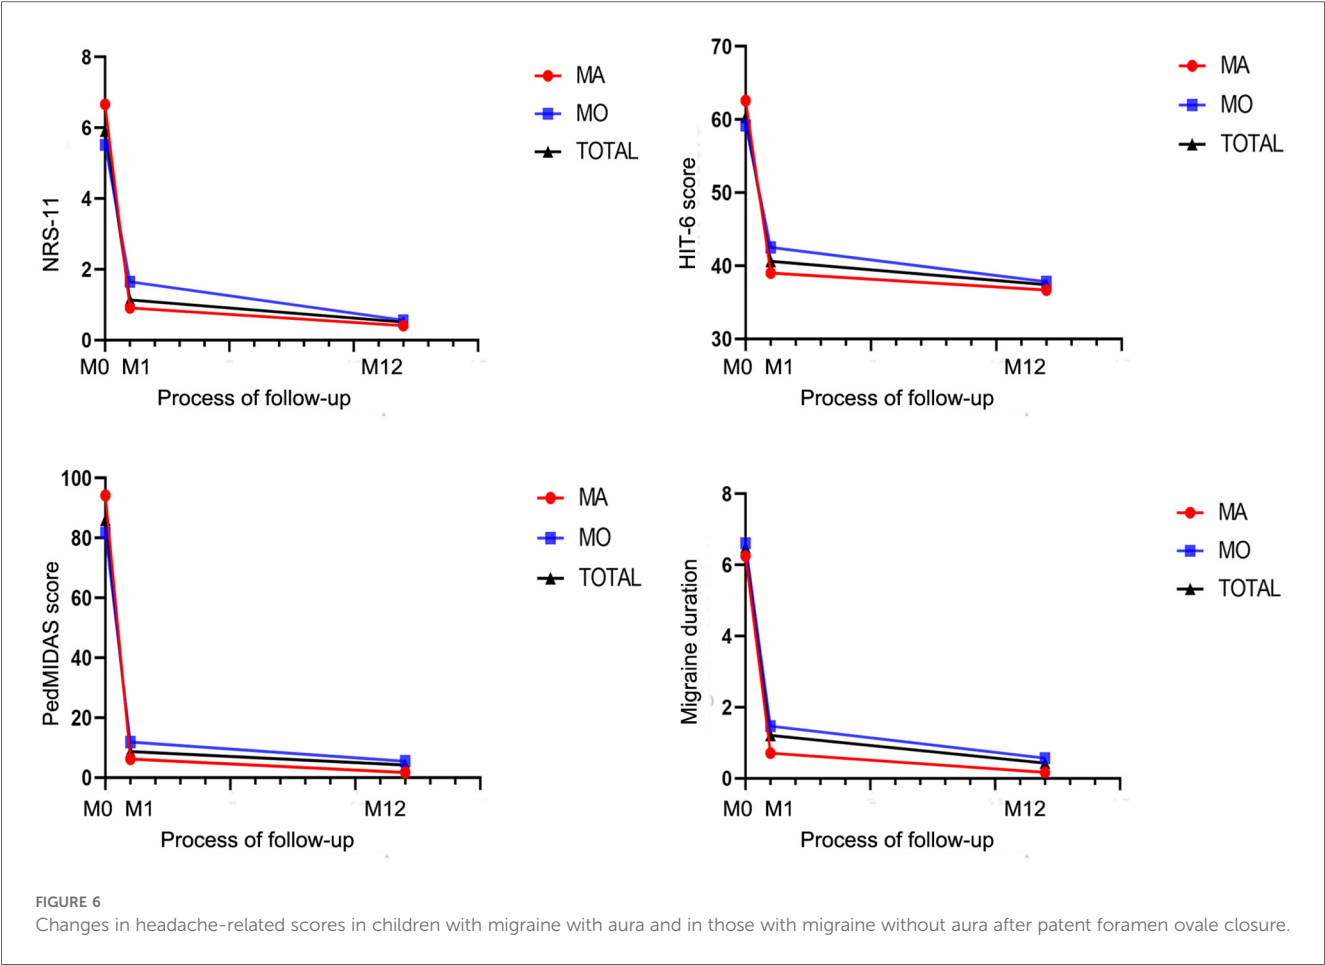 8
6
4
2
0
NRS-11
M0 M1 M12
Process of follow-up
MA
MO
TOTAL
70
60
50
40
30
HIT-6 score
M0 M1 M12
Process of follow-up
MA
MO
TOTAL
100
80
60
40
20
0
PedMIDAS score
M0 M1 M12
Process of follow-up
MA
MO
TOTAL
8
6
4
2
0
Migraine duration
M0 M1 M12
Process of follow-up
MA
MO
TOTAL
FIGURE 6
Changes in headache-related scores in children with migraine with aura and in those with migraine without aura after patent foramen ovale closure.